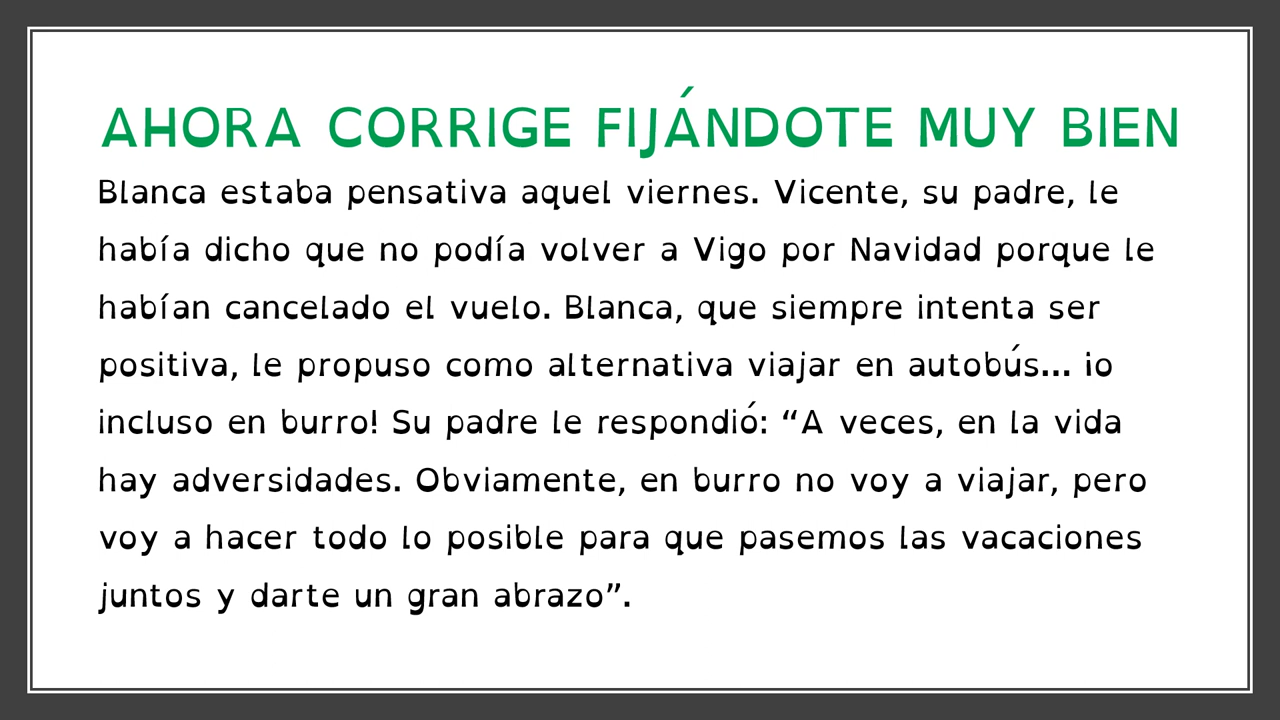 AHORA CORRIGE FIJÁNDOTE MUY BIEN
Blanca estaba pensativa aquel viernes. Vicente, su padre, le
había dicho que no podía volver a Vigo por Navidad porque le
habían cancelado el vuelo. Blanca, que siempre intenta ser
positiva, le propuso como alternativa viajar en autobús... ¡o
incluso en burro! Su padre le respondió: “A veces, en la vida
hay adversidades. Obviamente, en burro no voy a viajar, pero
voy a hacer todo lo posible para que pasemos las vacaciones
juntos y darte un gran abrazo”.